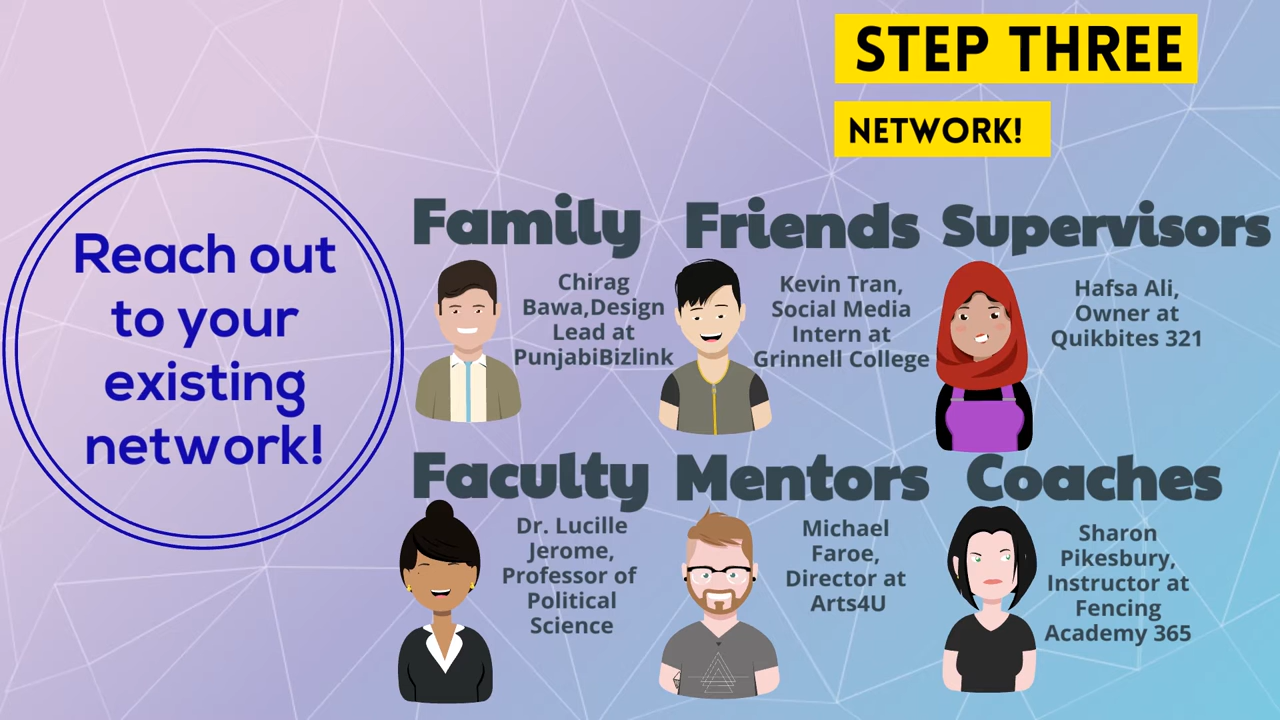 STEP THREE
NETWORK!
Reach out
to your
existing
network!
Family
Chirag
Bawa,Design
Lead at
PunjabiBizlink
Friends
Kevin Tran,
Social Media
Intern at
Grinnell College
Supervisors
Hafsa Ali,
Owner at
Quikbites 321
Faculty
Dr. Lucille
Jerome,
Professor of
Political
Science
Mentors
Michael
Faroe,
Director at
Arts4U
Coaches
Sharon
Pikesbury,
Instructor at
Fencing
Academy 365